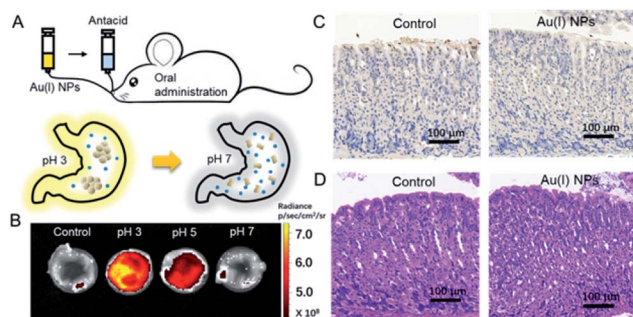 A
Antacid
Au(I) NPs
Oral
administration
pH 3
pH 7
B
Control
pH 3
pH 5
pH 7
Radiance
p/sec/cm²/sr
7.0
6.0
5.0
X 10⁸
C
Control
Au(I) NPs
100 μm
100 μm
D
Control
Au(I) NPs
100 μm
100 μm